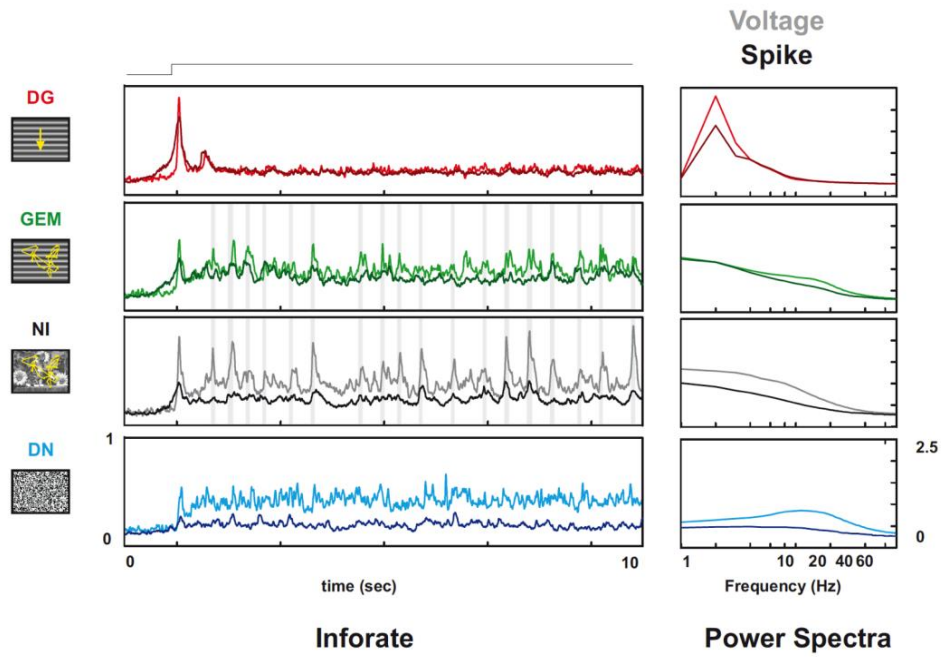 Voltage
Spike
DG
GEM
NI
DN
1
0
0
10
time (sec)
Inforate
2.5
0
1
10
20
40
60
Frequency (Hz)
Power Spectra